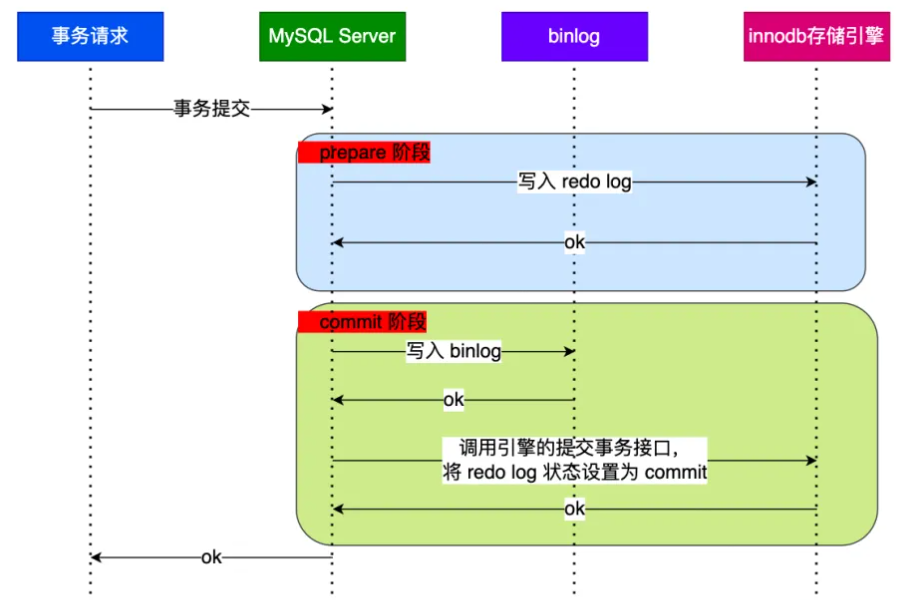 事务请求
MySQL Server
binlog
innodb存储引擎
事务提交
prepare 阶段
写入 redo log
ok
commit 阶段
写入 binlog
ok
调用引擎的提交事务接口，
将 redo log 状态设置为 commit
ok
ok